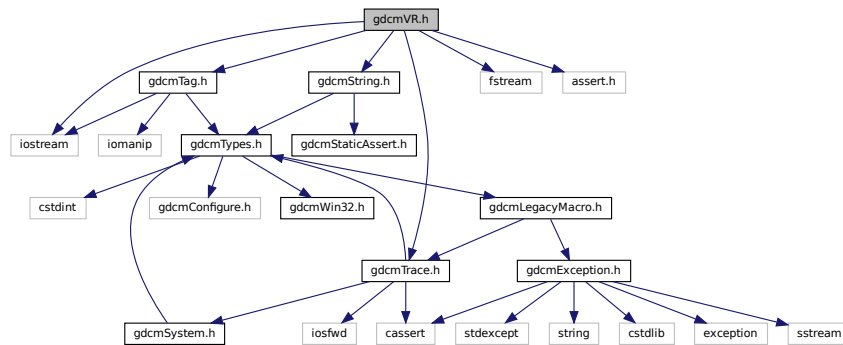 gdcmVR.h
gdcmTag.h
gdcmString.h
fstream
assert.h
iostream
iomanip
gdcmTypes.h
gdcmStaticAssert.h
cstdint
gdcmConfigure.h
gdcmWin32.h
gdcmLegacyMacro.h
gdcmTrace.h
gdcmException.h
gdcmSystem.h
iosfwd
cassert
stdexcept
string
cstdlib
exception
sstream